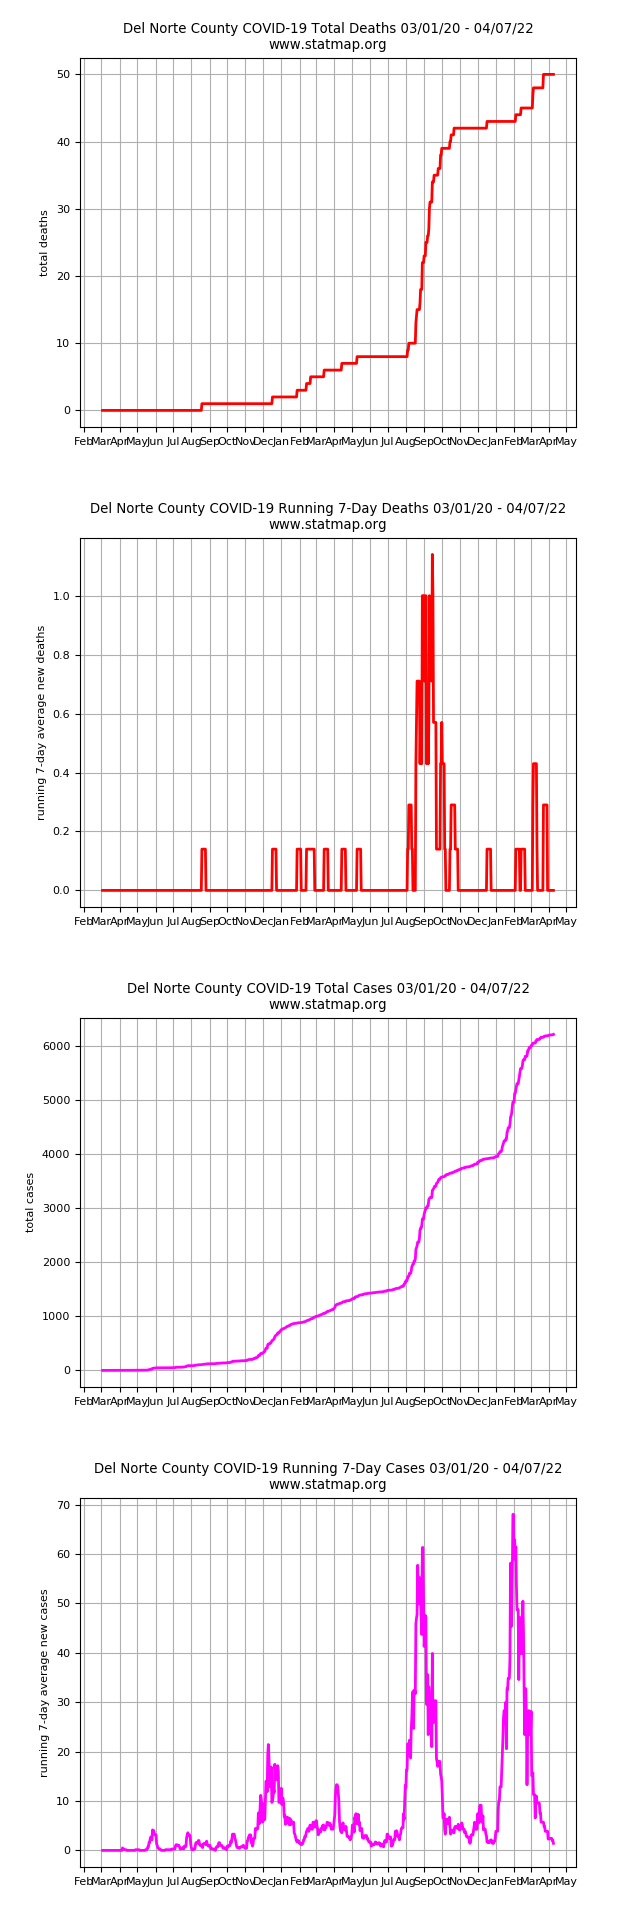 Del Norte County COVID-19 Total Deaths 03/01/20 - 04/07/22
www.statmap.org
50
40
30
20
10
0
total deaths
Feb Mar Apr May Jun Jul Aug Sep Oct Nov Dec Jan Feb Mar Apr May Jun Jul Aug Sep Oct Nov Dec Jan Feb Mar Apr May
Del Norte County COVID-19 Running 7-Day Deaths 03/01/20 - 04/07/22
www.statmap.org
1.0
0.8
0.6
0.4
0.2
0.0
running 7-day average new deaths
Feb Mar Apr May Jun Jul Aug Sep Oct Nov Dec Jan Feb Mar Apr May Jun Jul Aug Sep Oct Nov Dec Jan Feb Mar Apr May
Del Norte County COVID-19 Total Cases 03/01/20 - 04/07/22
www.statmap.org
6000
5000
4000
3000
2000
1000
0
total cases
Feb Mar Apr May Jun Jul Aug Sep Oct Nov Dec Jan Feb Mar Apr May Jun Jul Aug Sep Oct Nov Dec Jan Feb Mar Apr May
Del Norte County COVID-19 Running 7-Day Cases 03/01/20 - 04/07/22
www.statmap.org
70
60
50
40
30
20
10
0
running 7-day average new cases
Feb Mar Apr May Jun Jul Aug Sep Oct Nov Dec Jan Feb Mar Apr May Jun Jul Aug Sep Oct Nov Dec Jan Feb Mar Apr May